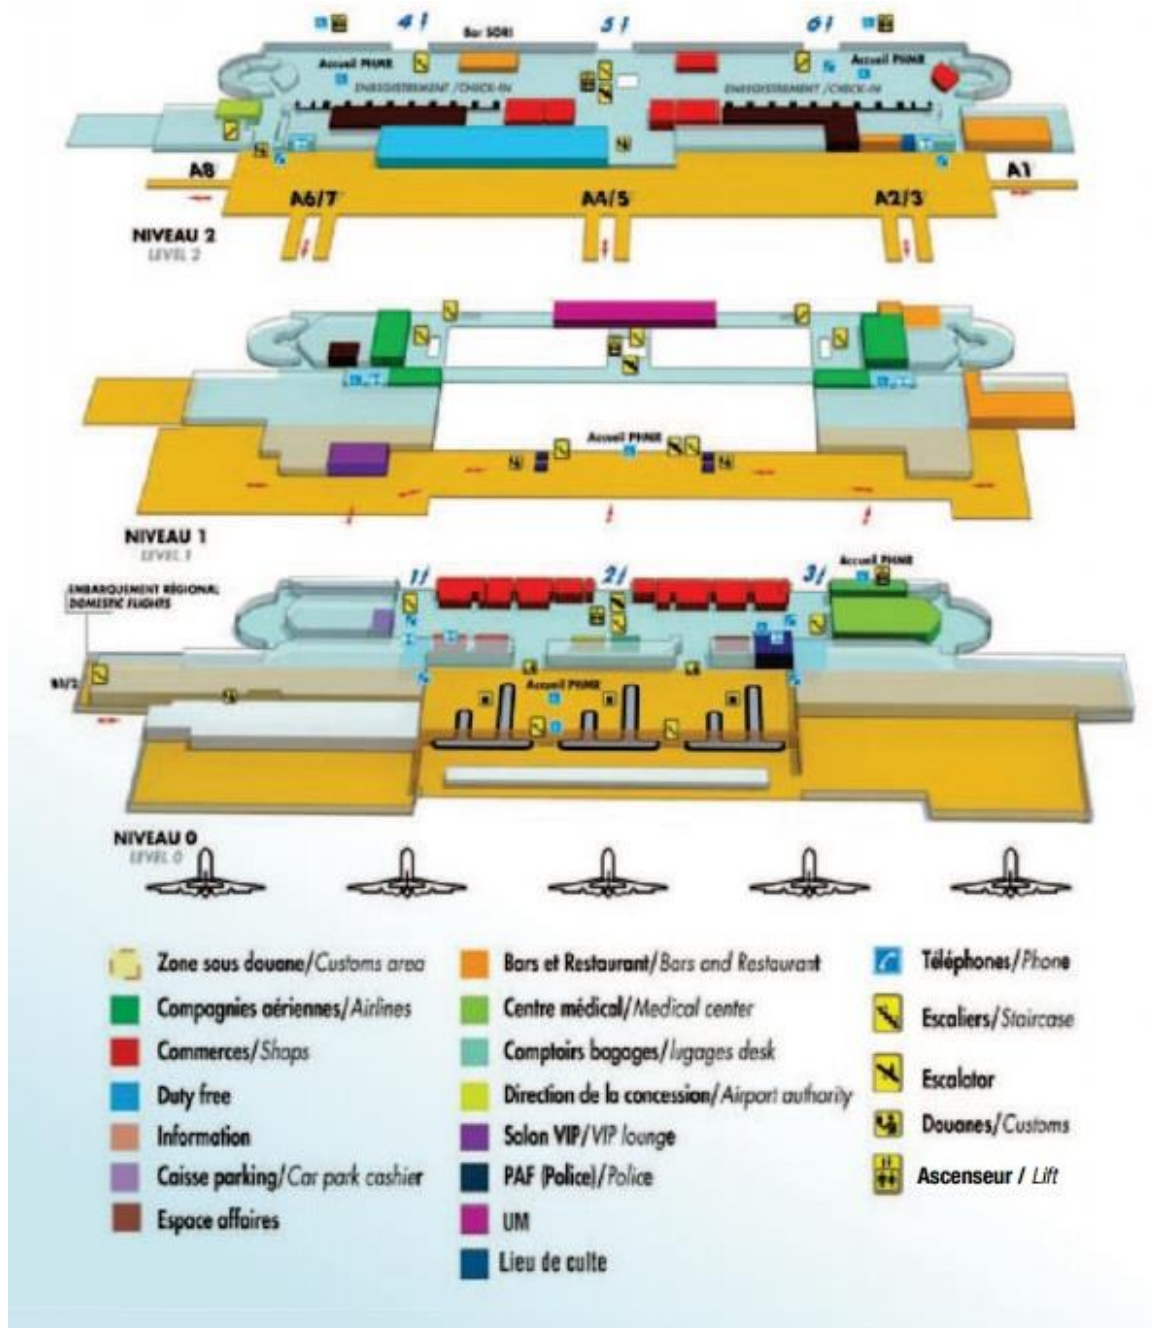 4 5 6
Bar SORI
Accueil PHMR
Accueil PHMR
ENREGISTREMENT /CHECK-IN
ENREGISTREMENT /CHECK-IN
A8
A6/7
A4/5
A2/3
A1
NIVEAU 2
LEVEL 2
Accueil PHMR
NIVEAU 1
LEVEL 1
1 2 3
Accueil PHMR
EMBARQUEMENT RÉGIONAL
DOMESTIC FLIGHTS
B1/2
Accueil PHMR
NIVEAU 0
LEVEL 0
Zone sous douane/Customs area
Compagnies aériennes/Airlines
Commerces/Shops
Duty free
Information
Caisse parking/Car park cashier
Espace affaires
Bars et Restaurant/Bars and Restaurant
Centre médical/Medical center
Comptoirs bagages/lugages desk
Direction de la concession/Airport authority
Salon VIP/VIP lounge
PAF (Police)/Police
UM
Lieu de culte
Téléphones/Phone
Escaliers/Staircase
Escalator
Douanes/Customs
Ascenseur / Lift